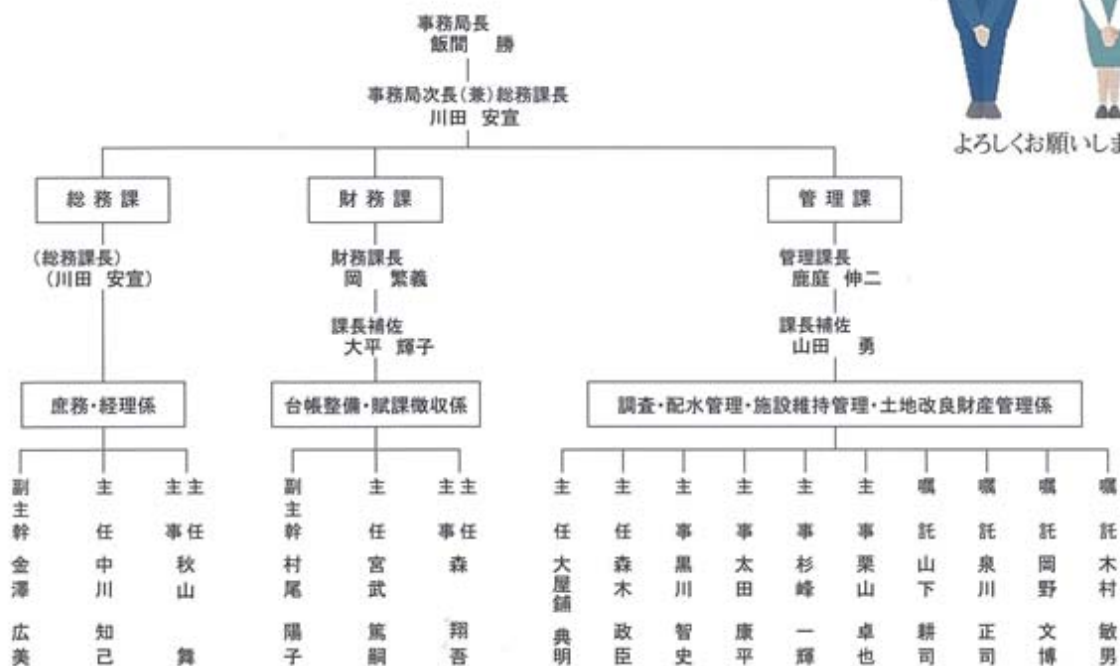 事務局長
飯間　勝
事務局次長(兼)総務課長
川田 安宣
よろしくお願いしま
総務課
財務課
管理課
(総務課長)
(川田 安宣)
財務課長
岡　繁義
管理課長
鹿庭 伸二
課長補佐
大平 輝子
課長補佐
山田　勇
庶務・経理係
台帳整備・賦課徴収係
調査・配水管理・施設維持管理・土地改良財産管理係
副主幹 金澤 広美
主任 中川 知己
主任主事 秋山 舞
副主幹 村尾 陽子
主任 宮武 篤嗣
主任主事 森 翔吾
主任 大屋鋪 典明
主任 森木 政臣
主事 黒川 智史
主事 太田 康平
主事 杉峰 一輝
主事 栗山 卓也
嘱託 山下 耕司
嘱託 泉川 正司
嘱託 岡野 文博
嘱託 木村 敏男